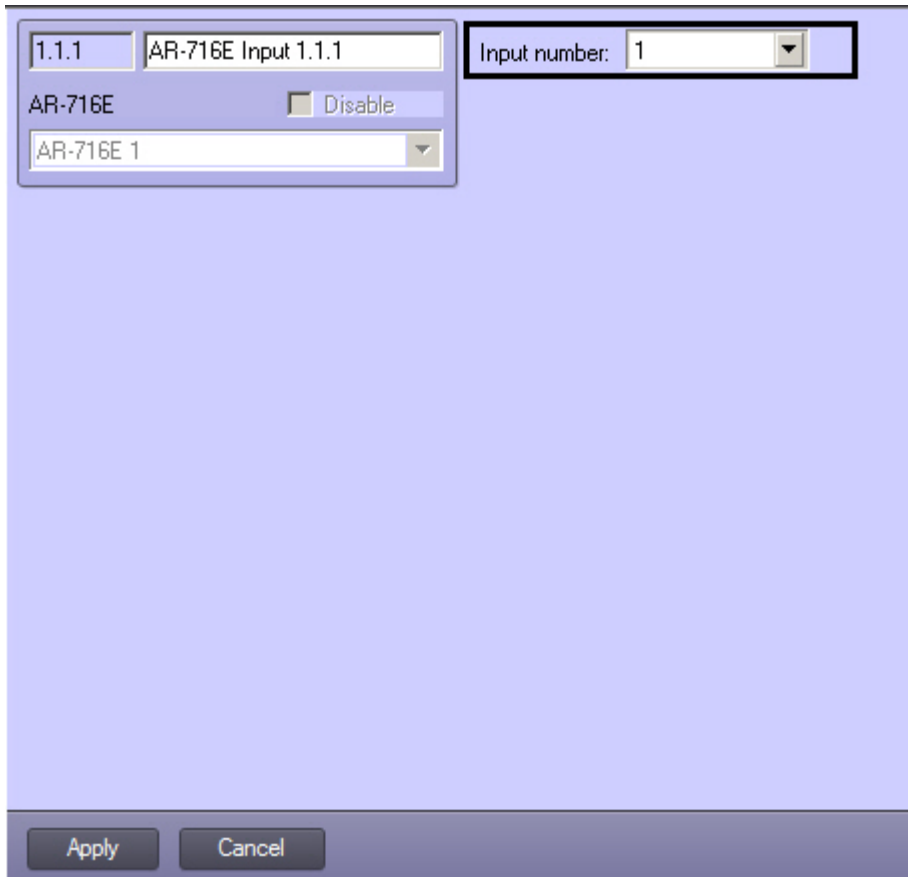 1.1.1 AR-716E Input 1.1.1 Input number: 1
AR-716E Disable
AR-716E 1
Apply Cancel